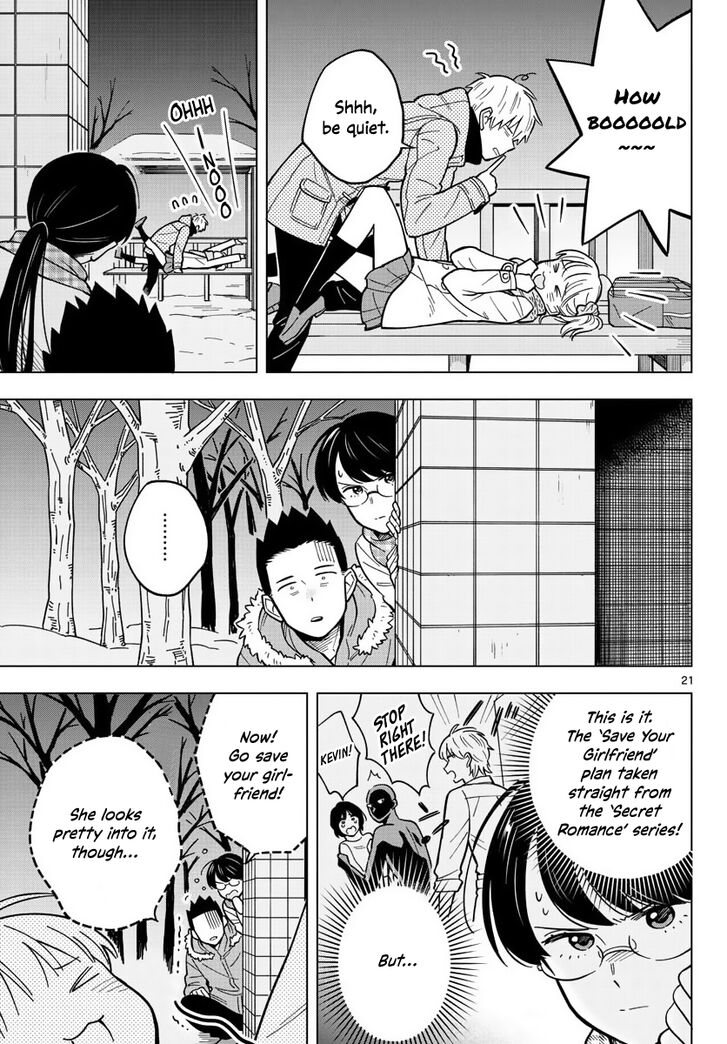 HOW
BOOOOOLD
~~~
Shhh,
be quiet.
OHHH
INOOO
.......
21
This is it.
The 'Save Your
Girlfriend'
plan taken
straight from
the 'Secret
Romance' series!
STOP
RIGHT
THERE!
KEVIN!
But...
Now!
Go save
your girl-
friend!
She looks
pretty into it,
though...